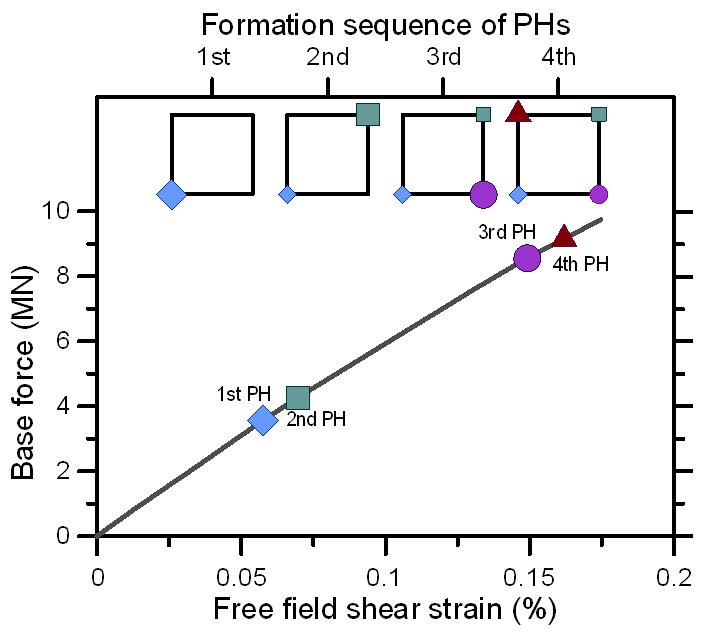 Formation sequence of PHs
1st 2nd 3rd 4th
10
8
6
4
2
0
Base force (MN)
3rd PH
4th PH
1st PH
2nd PH
0 0.05 0.1 0.15 0.2
Free field shear strain (%)